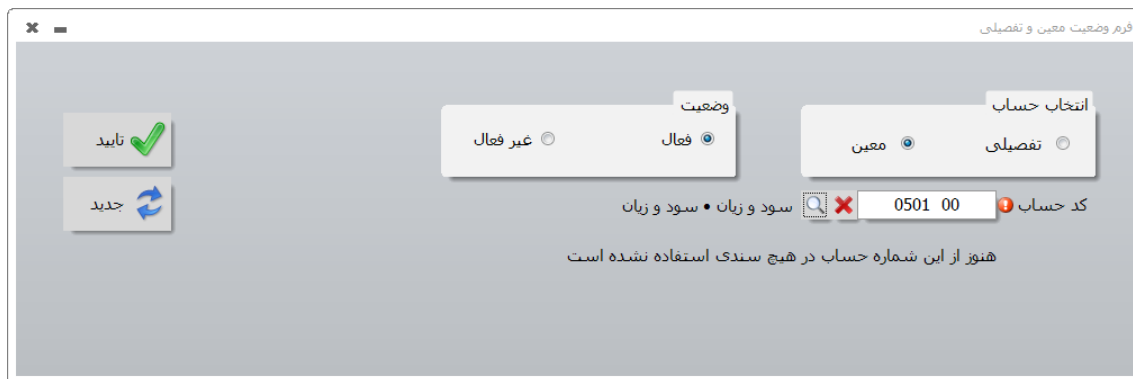 فرم وضعیت معین و تفصیلی
انتخاب حساب
تفصیلی
معین
وضعیت
فعال
غیر فعال
تایید
جدید
کد حساب
0501 00
سود و زیان • سود و زیان
هنوز از این شماره حساب در هیچ سندی استفاده نشده است